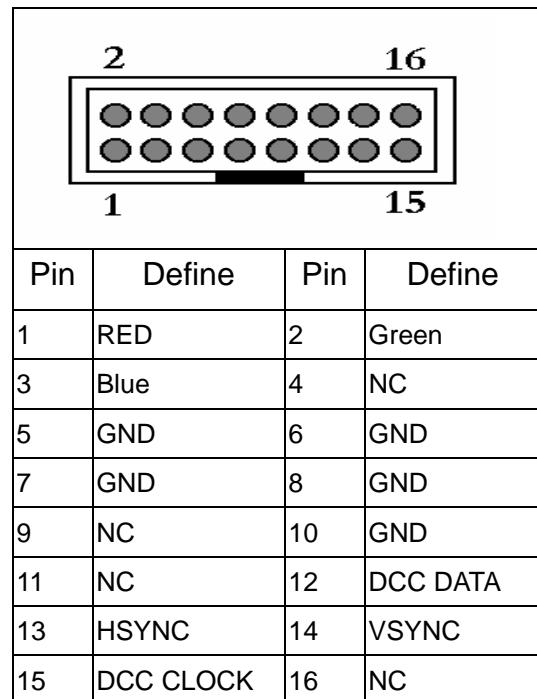 2 16
1 15
Pin Define Pin Define
1 RED 2 Green
3 Blue 4 NC
5 GND 6 GND
7 GND 8 GND
9 NC 10 GND
11 NC 12 DCC DATA
13 HSYNC 14 VSYNC
15 DCC CLOCK 16 NC